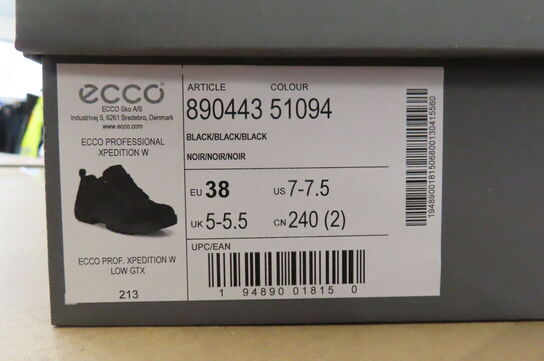 ecco
ECCO Sko A/S
Industrivej 5, 6261 Bredebro, Denmark
www.ecco.com
ECCO PROFESSIONAL
XPEDITION W
ECCO PROF. XPEDITION W
LOW GTX
213
ARTICLE COLOUR
890443 51094
BLACK/BLACK/BLACK
NOIR/NOIR/NOIR
EU 38 US 7-7.5
UK 5-5.5 CN 240 (2)
UPC/EAN
1 94890 01815 0
19489001815068001304155​60